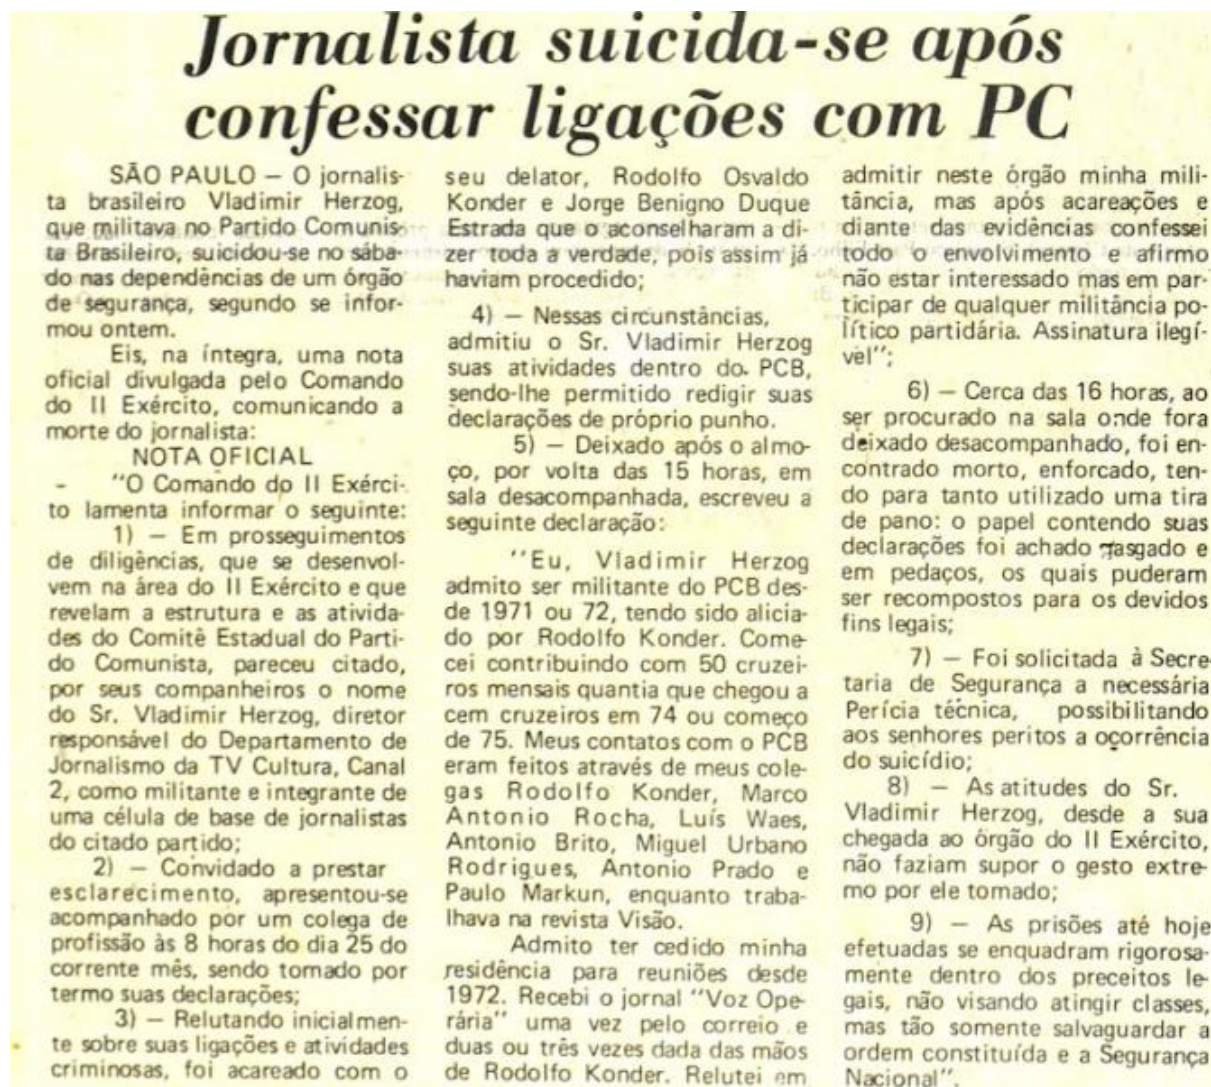 Jornalista suicida-se após
confessar ligações com PC
SÃO PAULO — O jornalis-
ta brasileiro Vladimir Herzog,
que militava no Partido Comunis-
ta Brasileiro, suicidou-se no sába-
do nas dependências de um órgão
de segurança, segundo se infor-
mou ontem.
Eis, na íntegra, uma nota
oficial divulgada pelo Comando
do II Exército, comunicando a
morte do jornalista:
NOTA OFICIAL
- "O Comando do II Exérci-
to lamenta informar o seguinte:
1) — Em prosseguimentos
de diligências, que se desenvol-
vem na área do II Exército e que
revelam a estrutura e as ativida-
des do Comitê Estadual do Parti-
do Comunista, pareceu citado,
por seus companheiros o nome
do Sr. Vladimir Herzog, diretor
responsável do Departamento de
Jornalismo da TV Cultura, Canal
2, como militante e integrante de
uma célula de base de jornalistas
do citado partido;
2) — Convidado a prestar
esclarecimento, apresentou-se
acompanhado por um colega de
profissão às 8 horas do dia 25 do
corrente mês, sendo tomado por
termo suas declarações;
3) — Relutando inicialmen-
te sobre suas ligações e atividades
criminosas, foi acareado com o
seu delator, Rodolfo Osvaldo
Konder e Jorge Benigno Duque
Estrada que o aconselharam a di-
zer toda a verdade, pois assim já
haviam procedido;
4) — Nessas circunstâncias,
admitiu o Sr. Vladimir Herzog
suas atividades dentro do PCB,
sendo-lhe permitido redigir suas
declarações de próprio punho.
5) — Deixado após o almo-
ço, por volta das 15 horas, em
sala desacompanhada, escreveu a
seguinte declaração:
"Eu, Vladimir Herzog
admito ser militante do PCB des-
de 1971 ou 72, tendo sido alicia-
do por Rodolfo Konder. Come-
cei contribuindo com 50 cruzei-
ros mensais quantia que chegou a
cem cruzeiros em 74 ou começo
de 75. Meus contatos com o PCB
eram feitos através de meus cole-
gas Rodolfo Konder, Marco
Antonio Rocha, Luís Waes,
Antonio Brito, Miguel Urbano
Rodrigues, Antonio Prado e
Paulo Markun, enquanto traba-
lhava na revista Visão.
Admito ter cedido minha
residência para reuniões desde
1972. Recebi o jornal "Voz Ope-
rária" uma vez pelo correio e
duas ou três vezes dada das mãos
de Rodolfo Konder. Relutei em
admitir neste órgão minha mili-
tância, mas após acareações e
diante das evidências confessei
todo o envolvimento e afirmo
não estar interessado mas em par-
ticipar de qualquer militância po-
lítico partidária. Assinatura ilegí-
vel";
6) — Cerca das 16 horas, ao
ser procurado na sala onde fora
deixado desacompanhado, foi en-
contrado morto, enforcado, ten-
do para tanto utilizado uma tira
de pano: o papel contendo suas
declarações foi achado rasgado e
em pedaços, os quais puderam
ser recompostos para os devidos
fins legais;
7) — Foi solicitada à Secre-
taria de Segurança a necessária
Perícia técnica, possibilitando
aos senhores peritos a ocorrência
do suicídio;
8) — As atitudes do Sr.
Vladimir Herzog, desde a sua
chegada ao órgão do II Exército,
não faziam supor o gesto extre-
mo por ele tomado;
9) — As prisões até hoje
efetuadas se enquadram rigorosa-
mente dentro dos preceitos le-
gais, não visando atingir classes,
mas tão somente salvaguardar a
ordem constituída e a Segurança
Nacional".